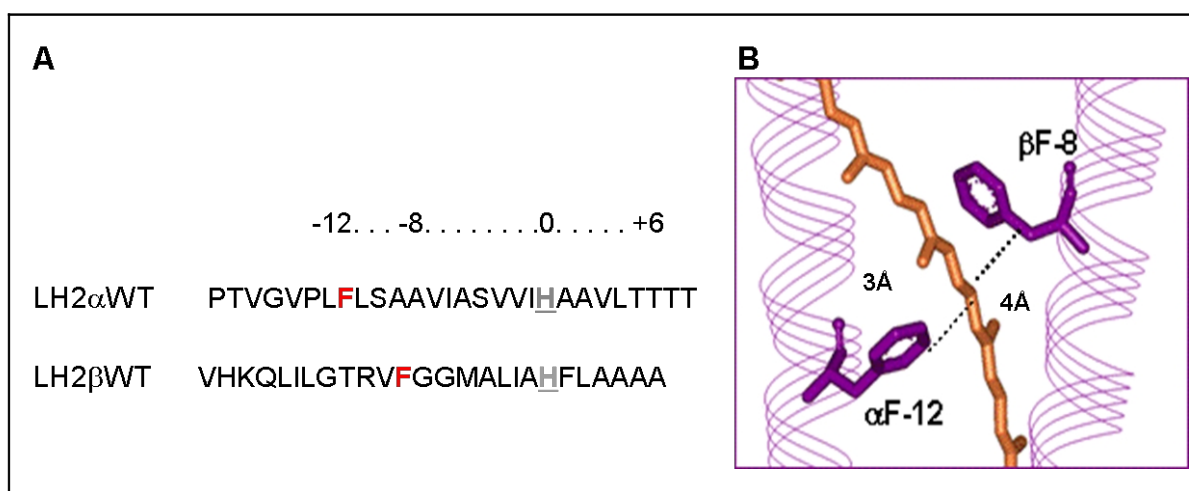 A
B
-12. . . -8. . . . . . . .0. . . . . +6
LH2αWT PTVGVPLFLSAAVIASVVIHAAVLTTTT
LH2βWT VHKQLILGTRVFGGMALIAHFLAAAA
βF-8
3Å
4Å
αF-12